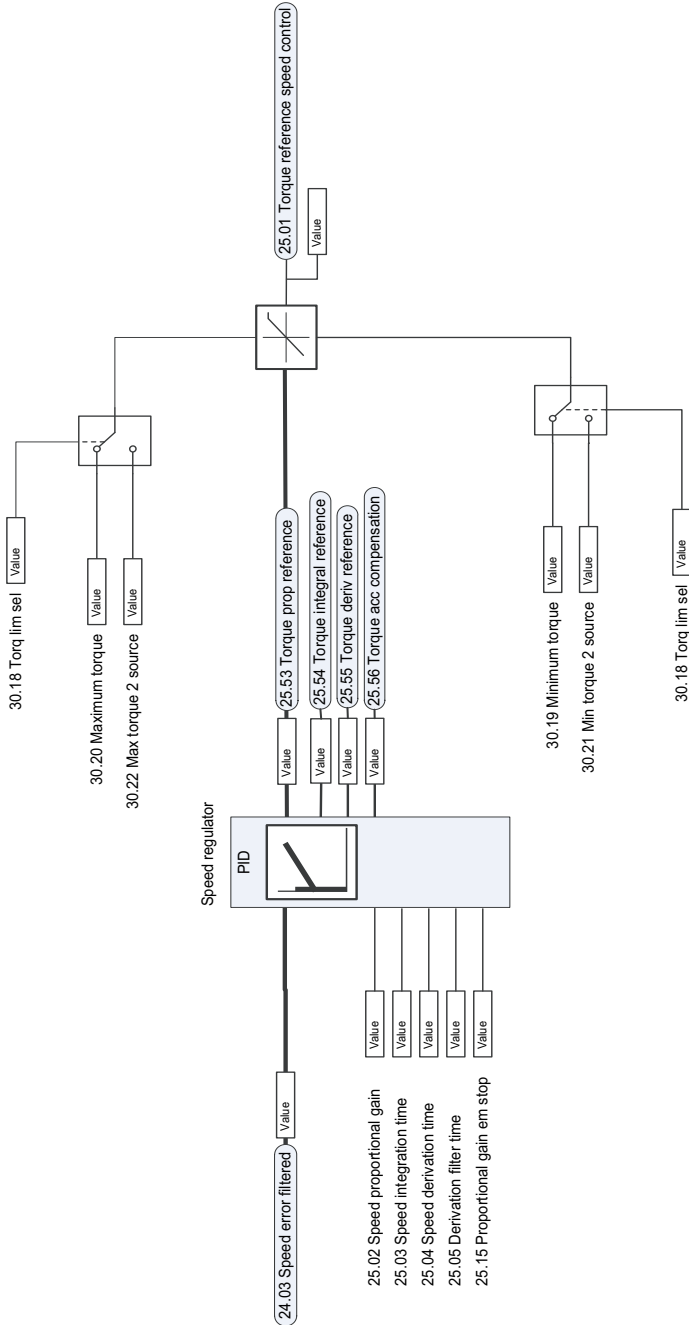 30.18 Torq lim sel
Value
30.20 Maximum torque
Value
30.22 Max torque 2 source
Value
Speed regulator
PID
24.03 Speed error filtered
Value
25.02 Speed proportional gain
Value
25.03 Speed integration time
Value
25.04 Speed derivation time
Value
25.05 Derivation filter time
Value
25.15 Proportional gain em stop
Value
Value
25.53 Torque prop reference
Value
25.54 Torque integral reference
Value
25.55 Torque deriv reference
Value
25.56 Torque acc compensation
25.01 Torque reference speed control
Value
30.19 Minimum torque
Value
30.21 Min torque 2 source
Value
30.18 Torq lim sel
Value